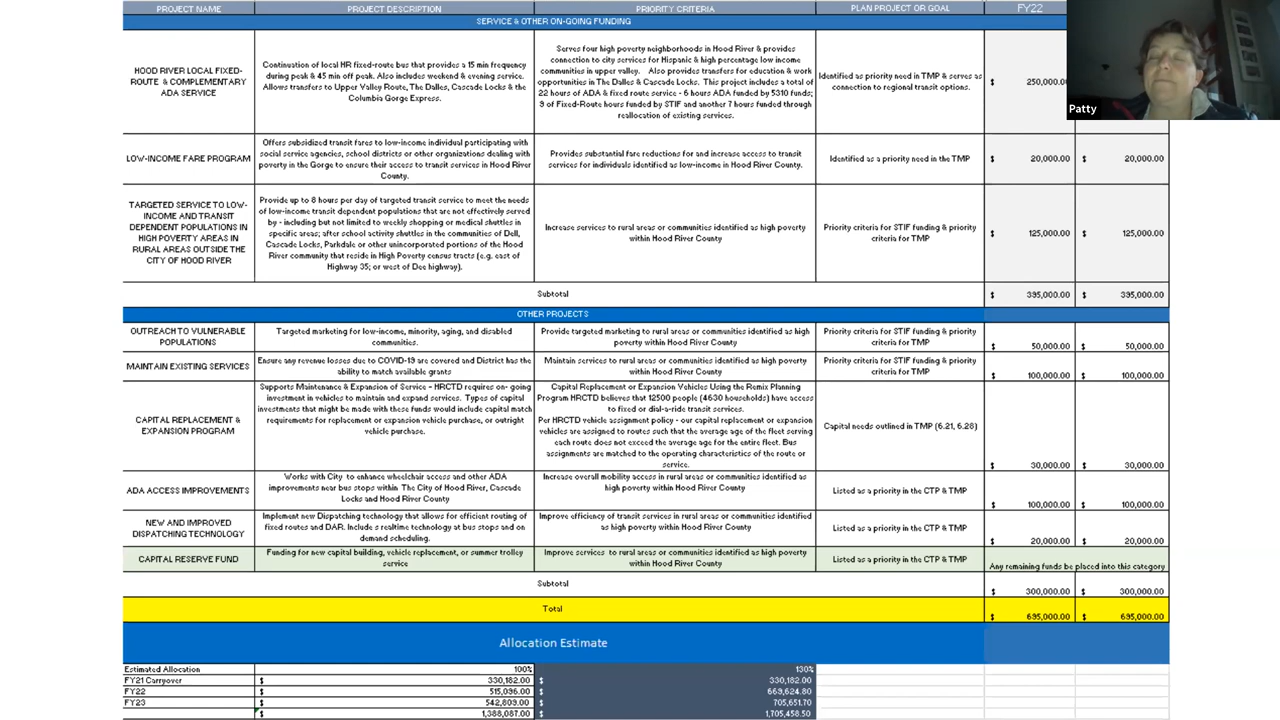 PROJECT NAME PROJECT DESCRIPTION PRIORITY CRITERIA PLAN PROJECT OR GOAL FY22
SERVICE & OTHER ON-GOING FUNDING
HOOD RIVER LOCAL FIXED-
ROUTE & COMPLEMENTARY
ADA SERVICE
Continuation of local HR fixed-route bus that provides a 15 min frequency
during peak & 45 min off peak. Also includes weekend & evening service.
Allows transfers to Upper Valley Route, The Dalles, Cascade Locks & the
Columbia Gorge Express.
Serves four high poverty neighborhoods in Hood River & provides
connection to city services for Hispanic & high percentage low income
communities in upper valley. Also provides transfers for education & work
opportunities in The Dalles & Cascade Locks. This project includes a total of
22 hours of ADA & fixed route service - 6 hours ADA funded by 5310 funds;
9 of Fixed-Route hours funded by STIF and another 7 hours funded through
reallocation of existing services.
Identified as priority need in TMP & serves as
connection to regional transit options.
$ 250,000.00
Patty
LOW-INCOME FARE PROGRAM
Offers subsidized transit fares to low-income individual participating with
social service agencies, school districts or other organizations dealing with
poverty in the Gorge to ensure their access to transit services in Hood River
County.
Provides substantial fare reductions for and increase access to transit
services for individuals identified as low-income in Hood River County.
Identified as a priority need in the TMP
$ 20,000.00 $ 20,000.00
TARGETED SERVICE TO LOW-
INCOME AND TRANSIT
DEPENDENT POPULATIONS IN
HIGH POVERTY AREAS IN
RURAL AREAS OUTSIDE THE
CITY OF HOOD RIVER
Provide up to 8 hours per day of targeted transit service to meet the needs
of low-income transit dependent populations that are not effectively served
by - including but not limited to weekly shopping or medical shuttles in
specific areas; after school activity shuttles in the communities of Dell,
Cascade Locks, Parkdale or other unincorporated portions of the Hood
River community that reside in High Poverty census tracts (e.g. east of
Highway 35; or west of Dee highway).
Increase services to rural areas or communities identified as high poverty
within Hood River County
Priority criteria for STIF funding & priority
criteria for TMP
$ 125,000.00 $ 125,000.00
Subtotal $ 395,000.00 $ 395,000.00
OTHER PROJECTS
OUTREACH TO VULNERABLE
POPULATIONS
Targeted marketing for low-income, minority, aging, and disabled
communities.
Provide targeted marketing to rural areas or communities identified as high
poverty within Hood River County
Priority criteria for STIF funding & priority
criteria for TMP
$ 50,000.00 $ 50,000.00
MAINTAIN EXISTING SERVICES
Ensure any revenue losses due to COVID-19 are covered and District has the
ability to match available grants
Maintain services to rural areas or communities identified as high poverty
within Hood River County
Priority criteria for STIF funding & priority
criteria for TMP
$ 100,000.00 $ 100,000.00
CAPITAL REPLACEMENT &
EXPANSION PROGRAM
Supports Maintenance & Expansion of Service - HRCTD requires on- going
investment in vehicles to maintain and expand services. Types of capital
investments that might be made with these funds would include capital match
requirements for replacement or expansion vehicle purchase, or outright
vehicle purchase.
Capital Replacement or Expansion Vehicles Using the Remix Planning
Program HRCTD believes that 12500 people (4630 households) have access
to fixed or dial-a-ride transit services.
Per HRCTD vehicle assignment policy - our capital replacement or expansion
vehicles are assigned to routes such that the average age of the fleet serving
each route does not exceed the average age for the entire fleet. Bus
assignments are matched to the operating characteristics of the route or
service.
Capital needs outlined in TMP (6.21, 6.28)
$ 30,000.00 $ 30,000.00
ADA ACCESS IMPROVEMENTS
Works with City to enhance wheelchair access and other ADA
improvements near bus stops within The City of Hood River, Cascade
Locks and Hood River County
Increase overall mobility access in rural areas or communities identified as
high poverty within Hood River County
Listed as a priority in the CTP & TMP
$ 100,000.00 $ 100,000.00
NEW AND IMPROVED
DISPATCHING TECHNOLOGY
Implement new Dispatching technology that allows for efficient routing of
fixed routes and DAR. Include s realtime technology at bus stops and on
demand scheduling.
Improve efficiency of transit services in rural areas or communities identified
as high poverty within Hood River County
Listed as a priority in the CTP & TMP
$ 20,000.00 $ 20,000.00
CAPITAL RESERVE FUND
Funding for new capital building, vehicle replacement, or summer trolley
service
Improve services to rural areas or communities identified as high poverty
within Hood River County
Listed as a priority in the CTP & TMP
Any remaining funds be placed into this category
Subtotal $ 300,000.00 $ 300,000.00
Total $ 695,000.00 $ 695,000.00
Allocation Estimate
Estimated Allocation 100% 130%
FY21 Carryover $ 330,182.00 $ 330,182.00
FY22 $ 515,096.00 $ 669,624.80
FY23 $ 542,809.00 $ 705,651.70
$ 1,388,087.00 $ 1,705,458.50